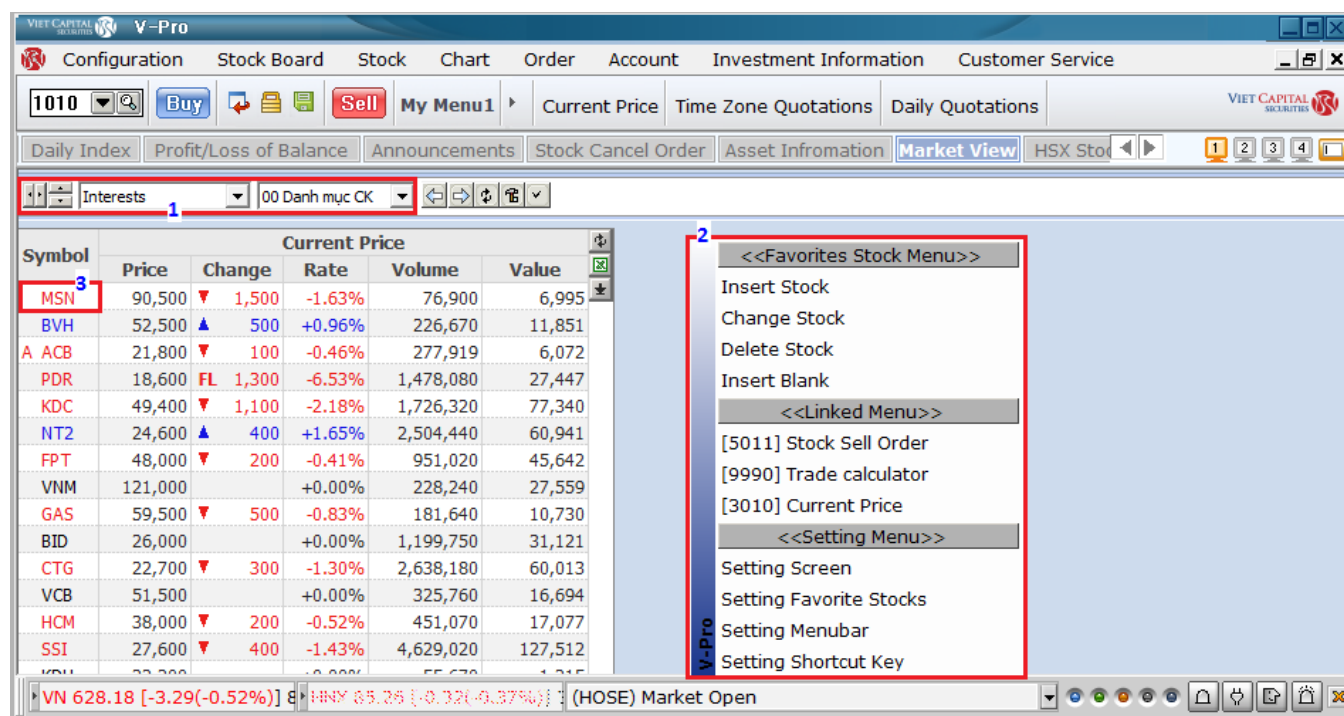 VIET CAPITAL SECURITIES V-Pro
Configuration Stock Board Stock Chart Order Account Investment Information Customer Service
1010 Buy Sell My Menu1 Current Price Time Zone Quotations Daily Quotations VIET CAPITAL SECURITIES
Daily Index Profit/Loss of Balance Announcements Stock Cancel Order Asset Infromation Market View HSX Stoc 1 2 3 4
Interests 00 Danh mục CK
1
Symbol Current Price
Price Change Rate Volume Value
3
MSN 90,500 ▼ 1,500 -1.63% 76,900 6,995
BVH 52,500 ▲ 500 +0.96% 226,670 11,851
A ACB 21,800 ▼ 100 -0.46% 277,919 6,072
PDR 18,600 FL 1,300 -6.53% 1,478,080 27,447
KDC 49,400 ▼ 1,100 -2.18% 1,726,320 77,340
NT2 24,600 ▲ 400 +1.65% 2,504,440 60,941
FPT 48,000 ▼ 200 -0.41% 951,020 45,642
VNM 121,000 +0.00% 228,240 27,559
GAS 59,500 ▼ 500 -0.83% 181,640 10,730
BID 26,000 +0.00% 1,199,750 31,121
CTG 22,700 ▼ 300 -1.30% 2,638,180 60,013
VCB 51,500 +0.00% 325,760 16,694
HCM 38,000 ▼ 200 -0.52% 451,070 17,077
SSI 27,600 ▼ 400 -1.43% 4,629,020 127,512
2
<<Favorites Stock Menu>>
Insert Stock
Change Stock
Delete Stock
Insert Blank
<<Linked Menu>>
[5011] Stock Sell Order
[9990] Trade calculator
[3010] Current Price
<<Setting Menu>>
Setting Screen
Setting Favorite Stocks
Setting Menubar
Setting Shortcut Key
V-Pro
VN 628.18 [-3.29(-0.52%)] HNX 85.26 [-0.32(-0.37%)] (HOSE) Market Open